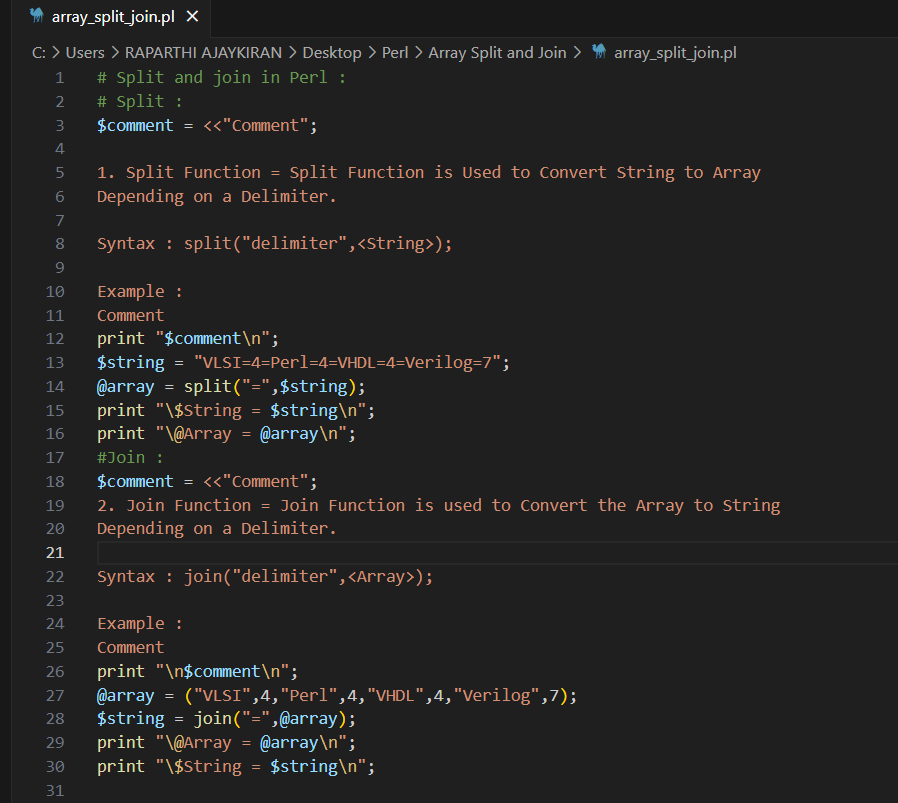 array_split_join.pl ×
C: > Users > RAPARTHI AJAYKIRAN > Desktop > Perl > Array Split and Join > array_split_join.pl
1 # Split and join in Perl :
2 # Split :
3 $comment = <<"Comment";
4
5 1. Split Function = Split Function is Used to Convert String to Array
6 Depending on a Delimiter.
7
8 Syntax : split("delimiter",<String>);
9
10 Example :
11 Comment
12 print "$comment\n";
13 $string = "VLSI=4=Perl=4=VHDL=4=Verilog=7";
14 @array = split("=",$string);
15 print "\$String = $string\n";
16 print "\@Array = @array\n";
17 #Join :
18 $comment = <<"Comment";
19 2. Join Function = Join Function is used to Convert the Array to String
20 Depending on a Delimiter.
21
22 Syntax : join("delimiter",<Array>);
23
24 Example :
25 Comment
26 print "\n$comment\n";
27 @array = ("VLSI",4,"Perl",4,"VHDL",4,"Verilog",7);
28 $string = join("=",@array);
29 print "\@Array = @array\n";
30 print "\$String = $string\n";
31